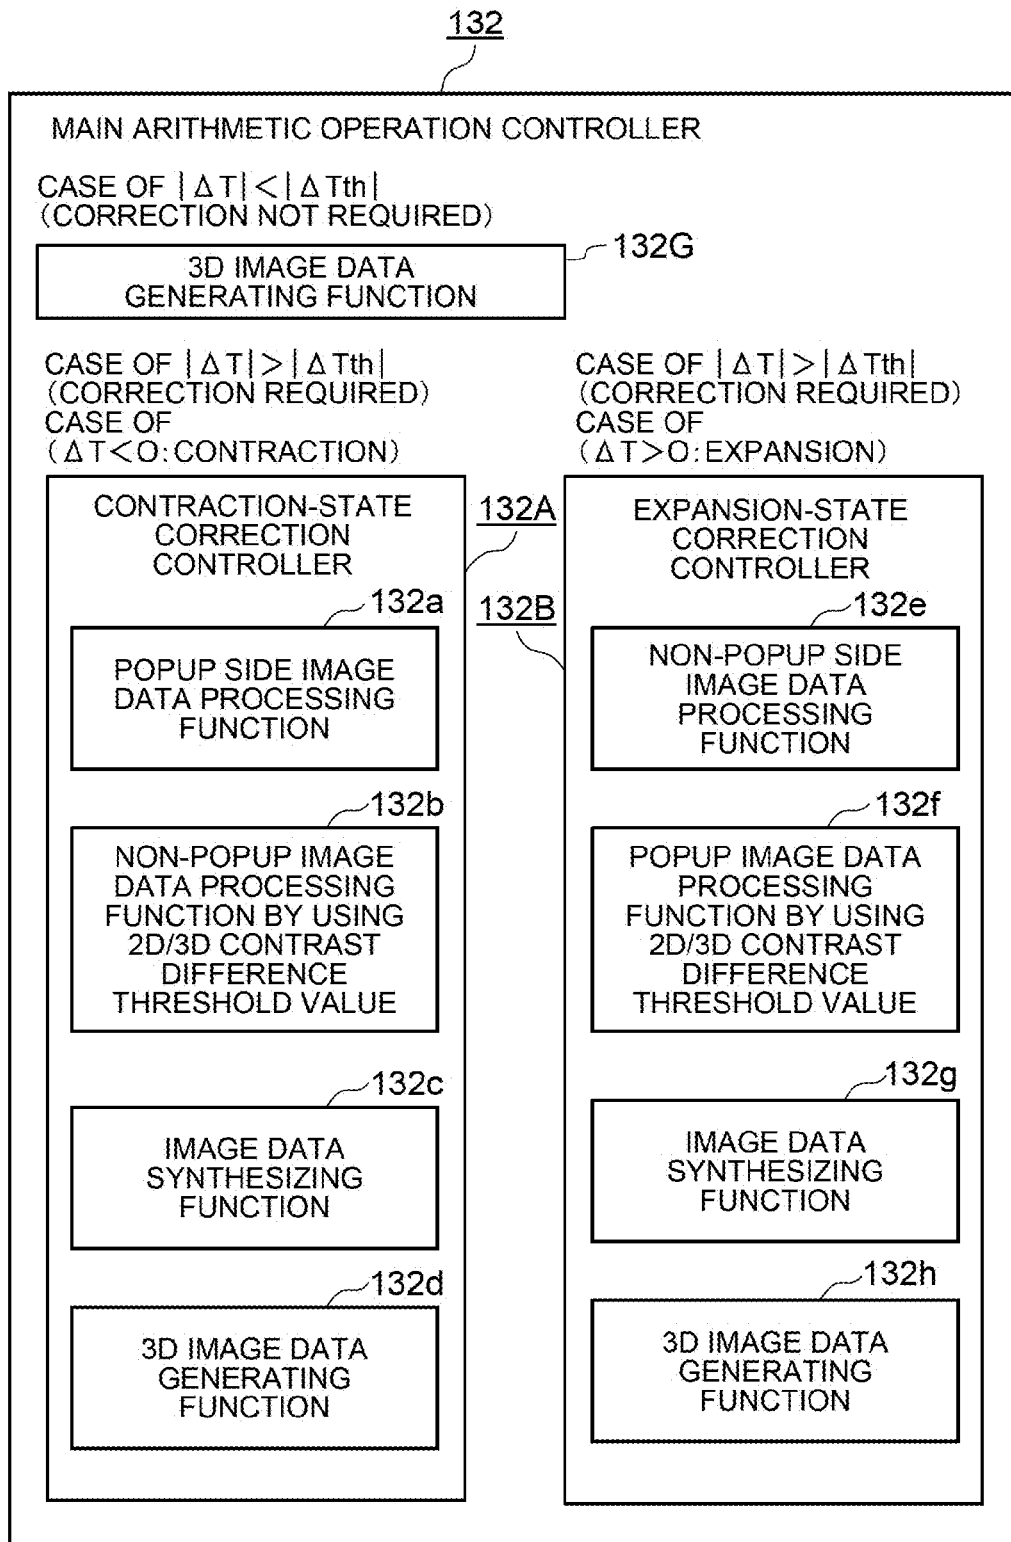 132
MAIN ARITHMETIC OPERATION CONTROLLER
CASE OF |ΔT|<|ΔTth|
(CORRECTION NOT REQUIRED)
132G
3D IMAGE DATA
GENERATING FUNCTION
CASE OF |ΔT|>|ΔTth|
(CORRECTION REQUIRED)
CASE OF
(ΔT<0:CONTRACTION)
132A
CONTRACTION-STATE
CORRECTION
CONTROLLER
132a
POPUP SIDE IMAGE
DATA PROCESSING
FUNCTION
132b
NON-POPUP IMAGE
DATA PROCESSING
FUNCTION BY USING
2D/3D CONTRAST
DIFFERENCE
THRESHOLD VALUE
132c
IMAGE DATA
SYNTHESIZING
FUNCTION
132d
3D IMAGE DATA
GENERATING
FUNCTION
CASE OF |ΔT|>|ΔTth|
(CORRECTION REQUIRED)
CASE OF
(ΔT>0:EXPANSION)
132B
EXPANSION-STATE
CORRECTION
CONTROLLER
132e
NON-POPUP SIDE
IMAGE DATA
PROCESSING
FUNCTION
132f
POPUP IMAGE DATA
PROCESSING
FUNCTION BY USING
2D/3D CONTRAST
DIFFERENCE
THRESHOLD VALUE
132g
IMAGE DATA
SYNTHESIZING
FUNCTION
132h
3D IMAGE DATA
GENERATING
FUNCTION